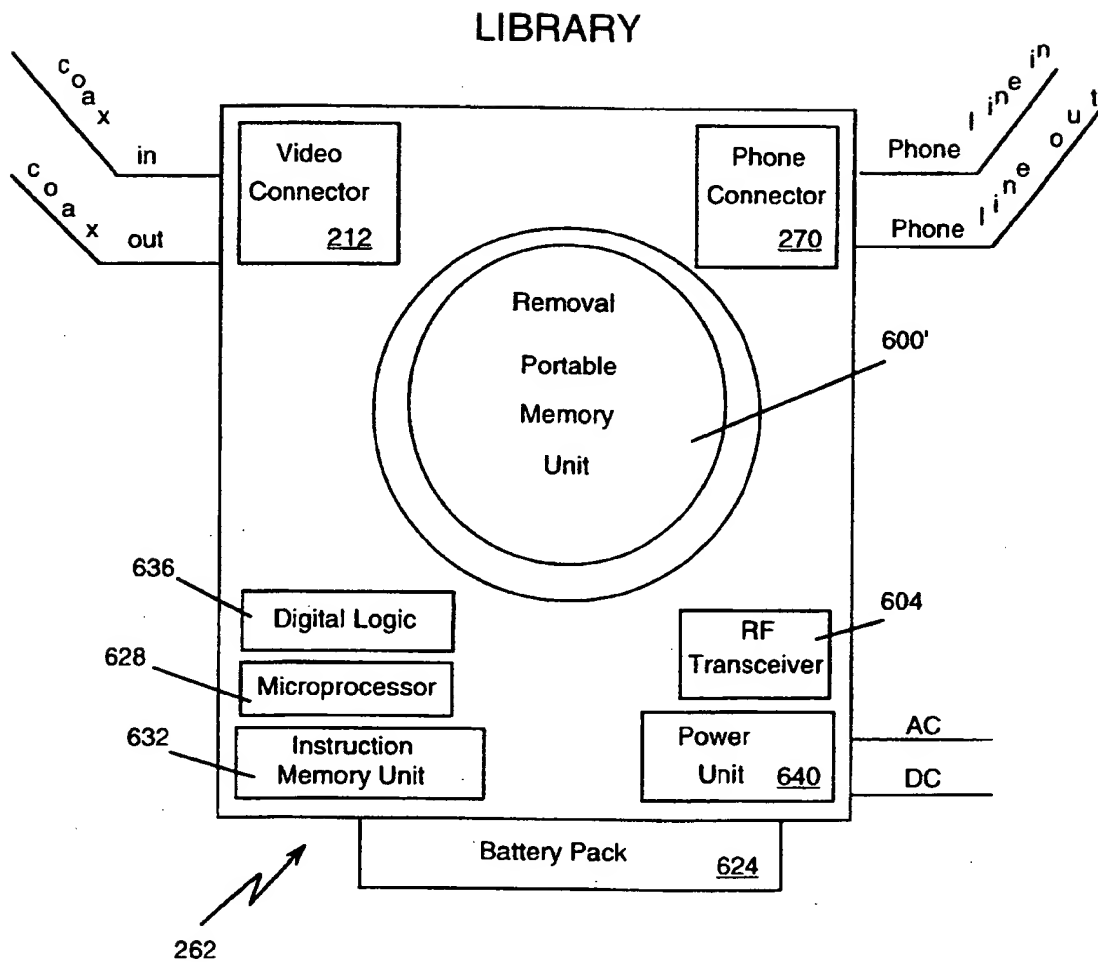 LIBRARY
coax in
coax out
Video
Connector
212
Phone
Connector
270
Phone line in
Phone line out
Removal
Portable
Memory
Unit
600'
636
Digital Logic
628
Microprocessor
632
Instruction
Memory Unit
604
RF
Transceiver
Power
Unit 640
AC
DC
Battery Pack 624
262